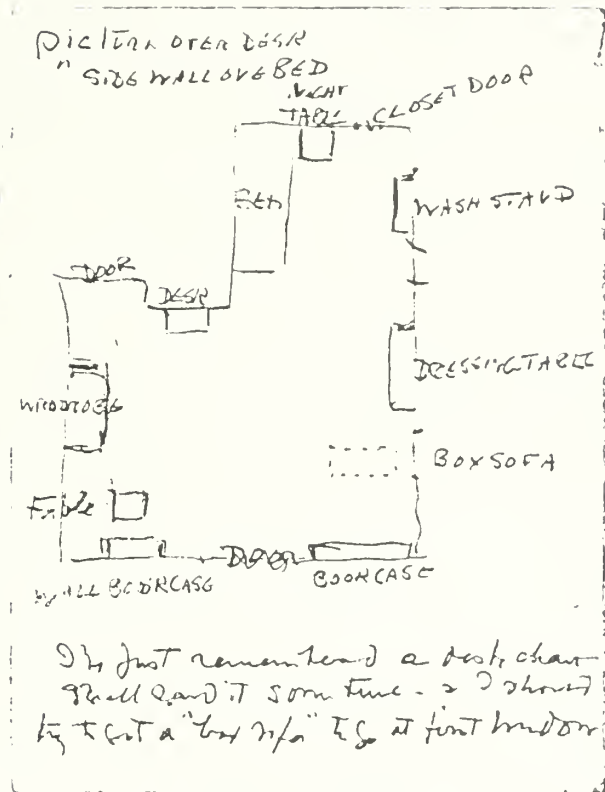 PICTURE OVER DESK
" SIDE WALL OVE BED
NIGHT
TABLE
CLOSET DOOR
BED
WASH STAND
DOOR
DESK
DRESSING TABLE
WARDROBE
BOX SOFA
Table
DOOR
WALL BOOKCASE
BOOKCASE
I've just remembered a desk chair
Shall send it some time - & I should
try to get a "box sofa" to go at front window